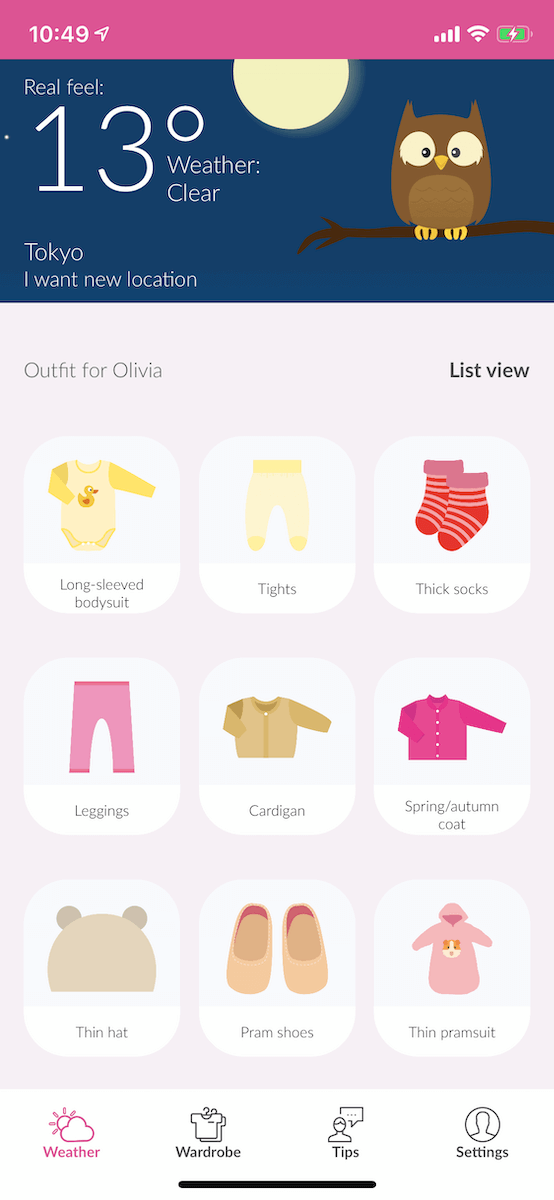 10:49
Real feel:
13°
Weather:
Clear
Tokyo
I want new location
Outfit for Olivia
List view
Long-sleeved
bodysuit
Tights
Thick socks
Leggings
Cardigan
Spring/autumn
coat
Thin hat
Pram shoes
Thin pramsuit
Weather
Wardrobe
Tips
Settings